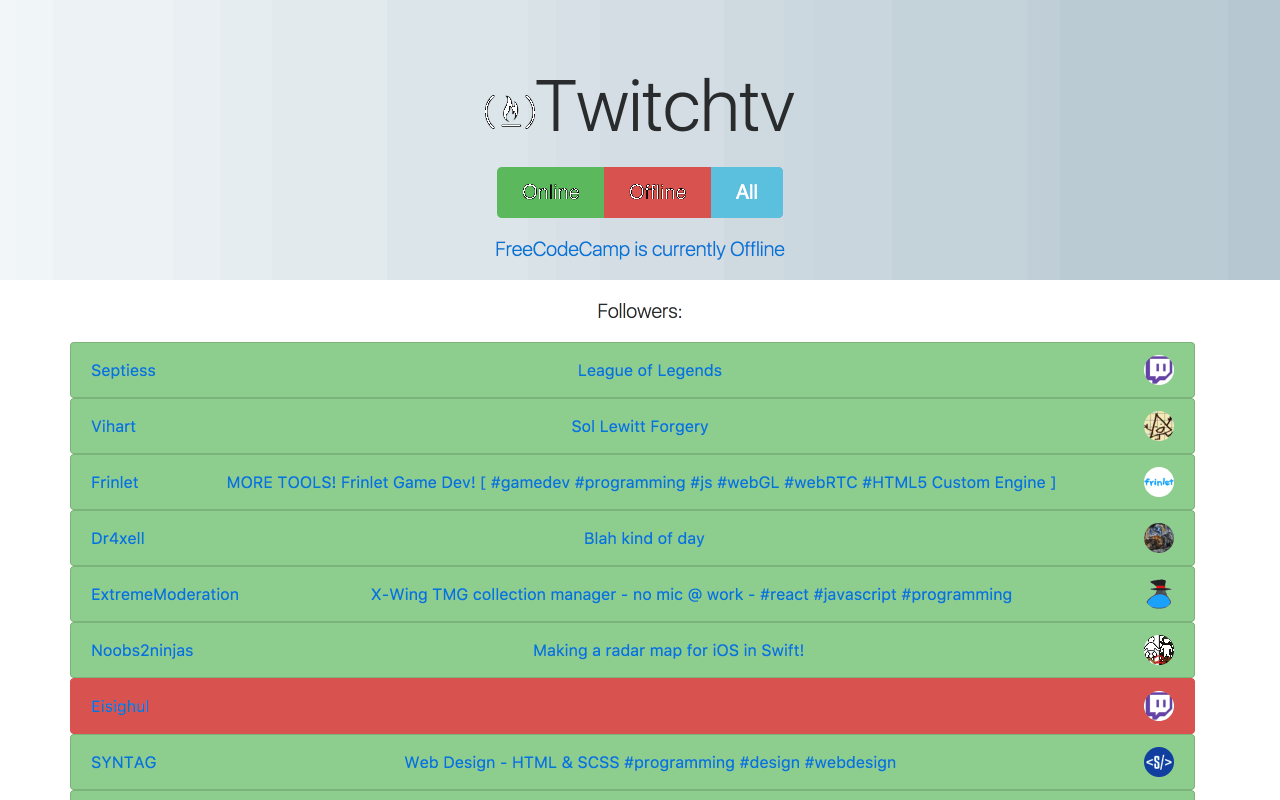 Twitchtv
Online Offline All
FreeCodeCamp is currently Offline
Followers:
Septiess League of Legends
Vihart Sol Lewitt Forgery
Frinlet MORE TOOLS! Frinlet Game Dev! [ #gamedev #programming #js #webGL #webRTC #HTML5 Custom Engine ] frinlet
Dr4xell Blah kind of day
ExtremeModeration X-Wing TMG collection manager - no mic @ work - #react #javascript #programming
Noobs2ninjas Making a radar map for iOS in Swift!
Eisighul
SYNTAG Web Design - HTML & SCSS #programming #design #webdesign <S/>